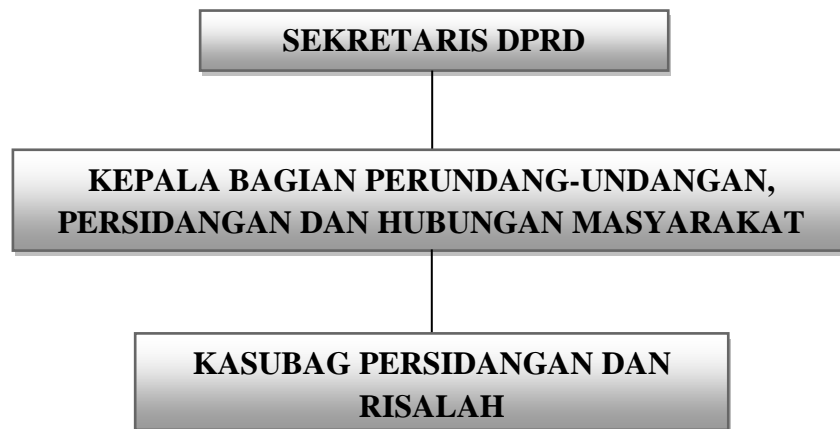 SEKRETARIS DPRD
KEPALA BAGIAN PERUNDANG-UNDANGAN,
PERSIDANGAN DAN HUBUNGAN MASYARAKAT
KASUBAG PERSIDANGAN DAN
RISALAH